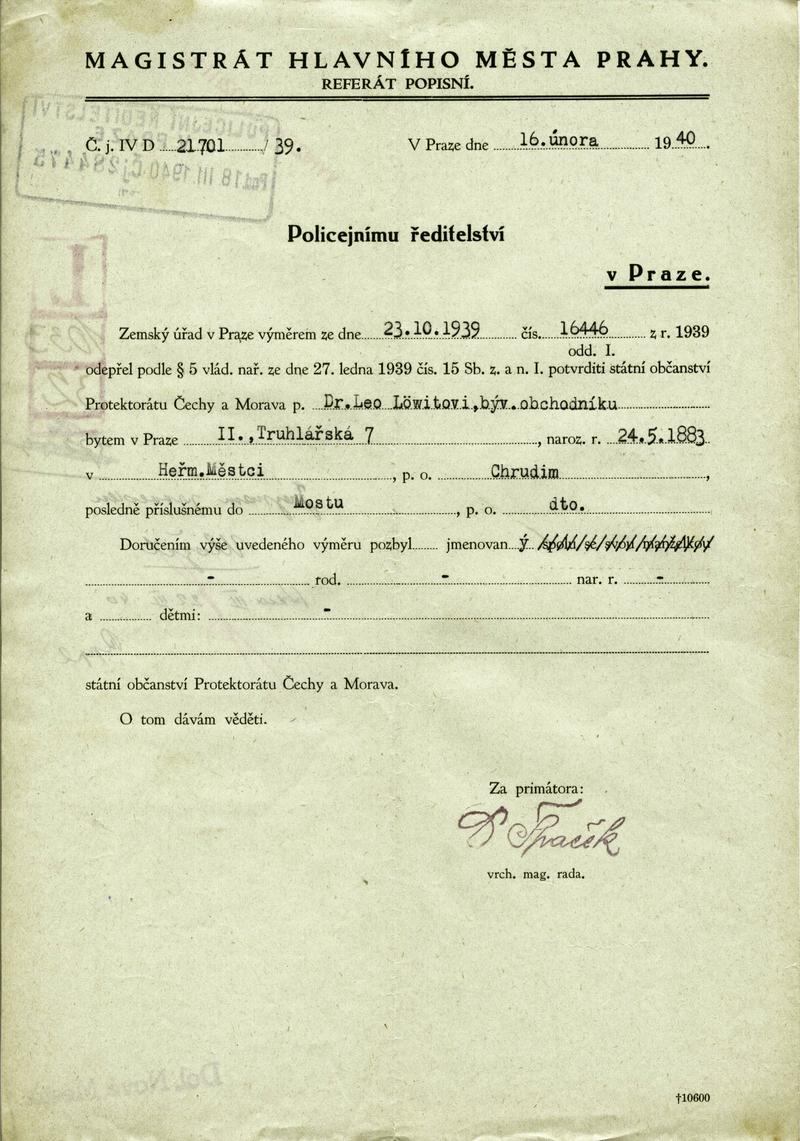 MAGISTRÁT HLAVNÍHO MĚSTA PRAHY.
REFERÁT POPISNÍ.
Č. j. IV D ....21701........../ 39. V Praze dne ........16.února............ 1940....
Policejnímu ředitelství
v Praze.
Zemský úřad v Praze výměrem ze dne......23.10.1939......... čís.....16446......... z r. 1939
odd. I.
odepřel podle § 5 vlád. nař. ze dne 27. ledna 1939 čís. 15 Sb. z. a n. I. potvrditi státní občanství
Protektorátu Čechy a Morava p. ...Dr.Leo Löwitovi,býv.obchodníku........................
bytem v Praze .........II.,Truhlářská 7........................................., naroz. r. ...24.5.1883..
v ...............Heřm.Městci................................, p. o. .............Chrudim....................................,
posledně příslušnému do ............Mostu............................, p. o. .............dto.................................
Doručením výše uvedeného výměru pozbyl....... jmenovan...ý...
...............................-........................ rod. .........................-............................... nar. r. .........-............
a .............. dětmi: ...............................-..........................................................................................
státní občanství Protektorátu Čechy a Morava.
O tom dávám věděti.
Za primátora:
vrch. mag. rada.
†10600